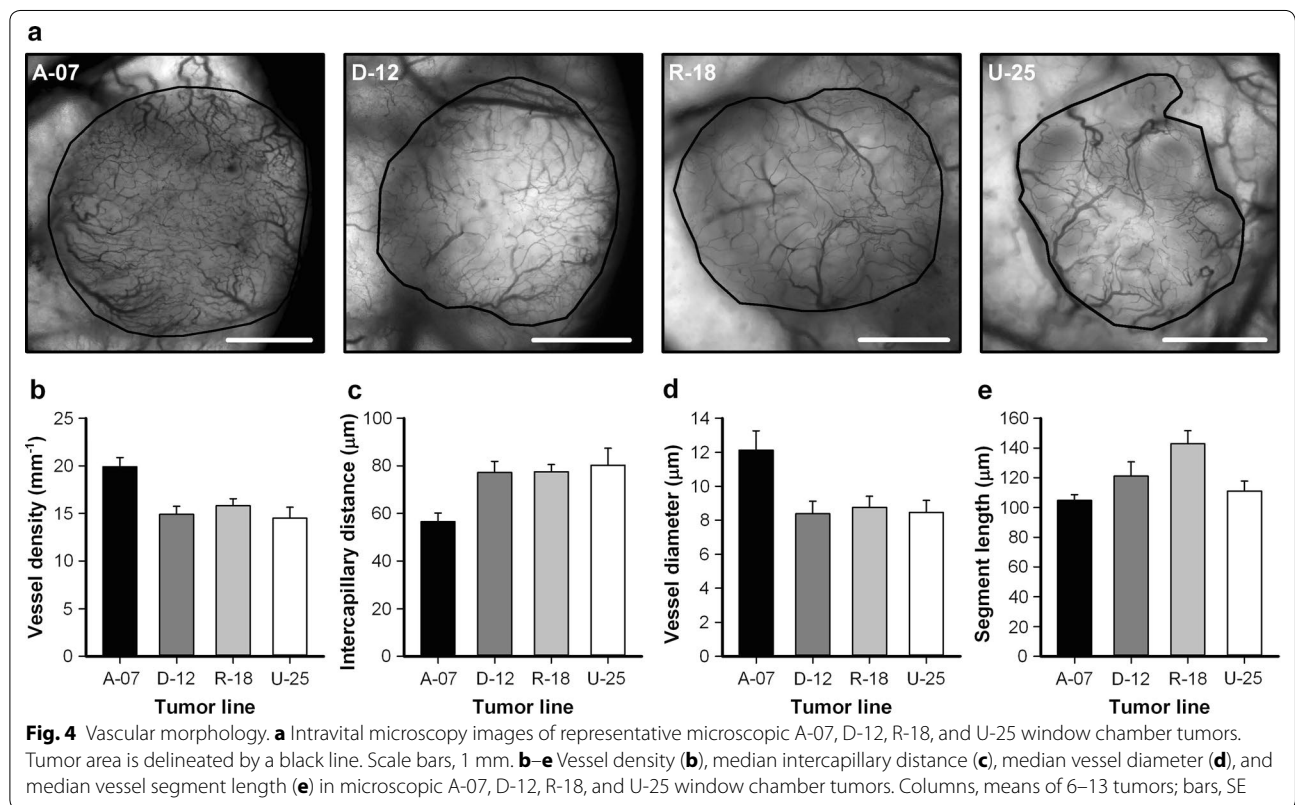 a
A-07
D-12
R-18
U-25
b
Vessel density (mm⁻¹)
25
20
15
10
5
0
A-07 D-12 R-18 U-25
Tumor line
c
Intercapillary distance (µm)
100
80
60
40
20
0
A-07 D-12 R-18 U-25
Tumor line
d
Vessel diameter (µm)
14
12
10
8
6
4
2
0
A-07 D-12 R-18 U-25
Tumor line
e
Segment length (µm)
160
140
120
100
80
60
40
20
0
A-07 D-12 R-18 U-25
Tumor line
Fig. 4 Vascular morphology. a Intravital microscopy images of representative microscopic A-07, D-12, R-18, and U-25 window chamber tumors.
Tumor area is delineated by a black line. Scale bars, 1 mm. b–e Vessel density (b), median intercapillary distance (c), median vessel diameter (d), and
median vessel segment length (e) in microscopic A-07, D-12, R-18, and U-25 window chamber tumors. Columns, means of 6–13 tumors; bars, SE